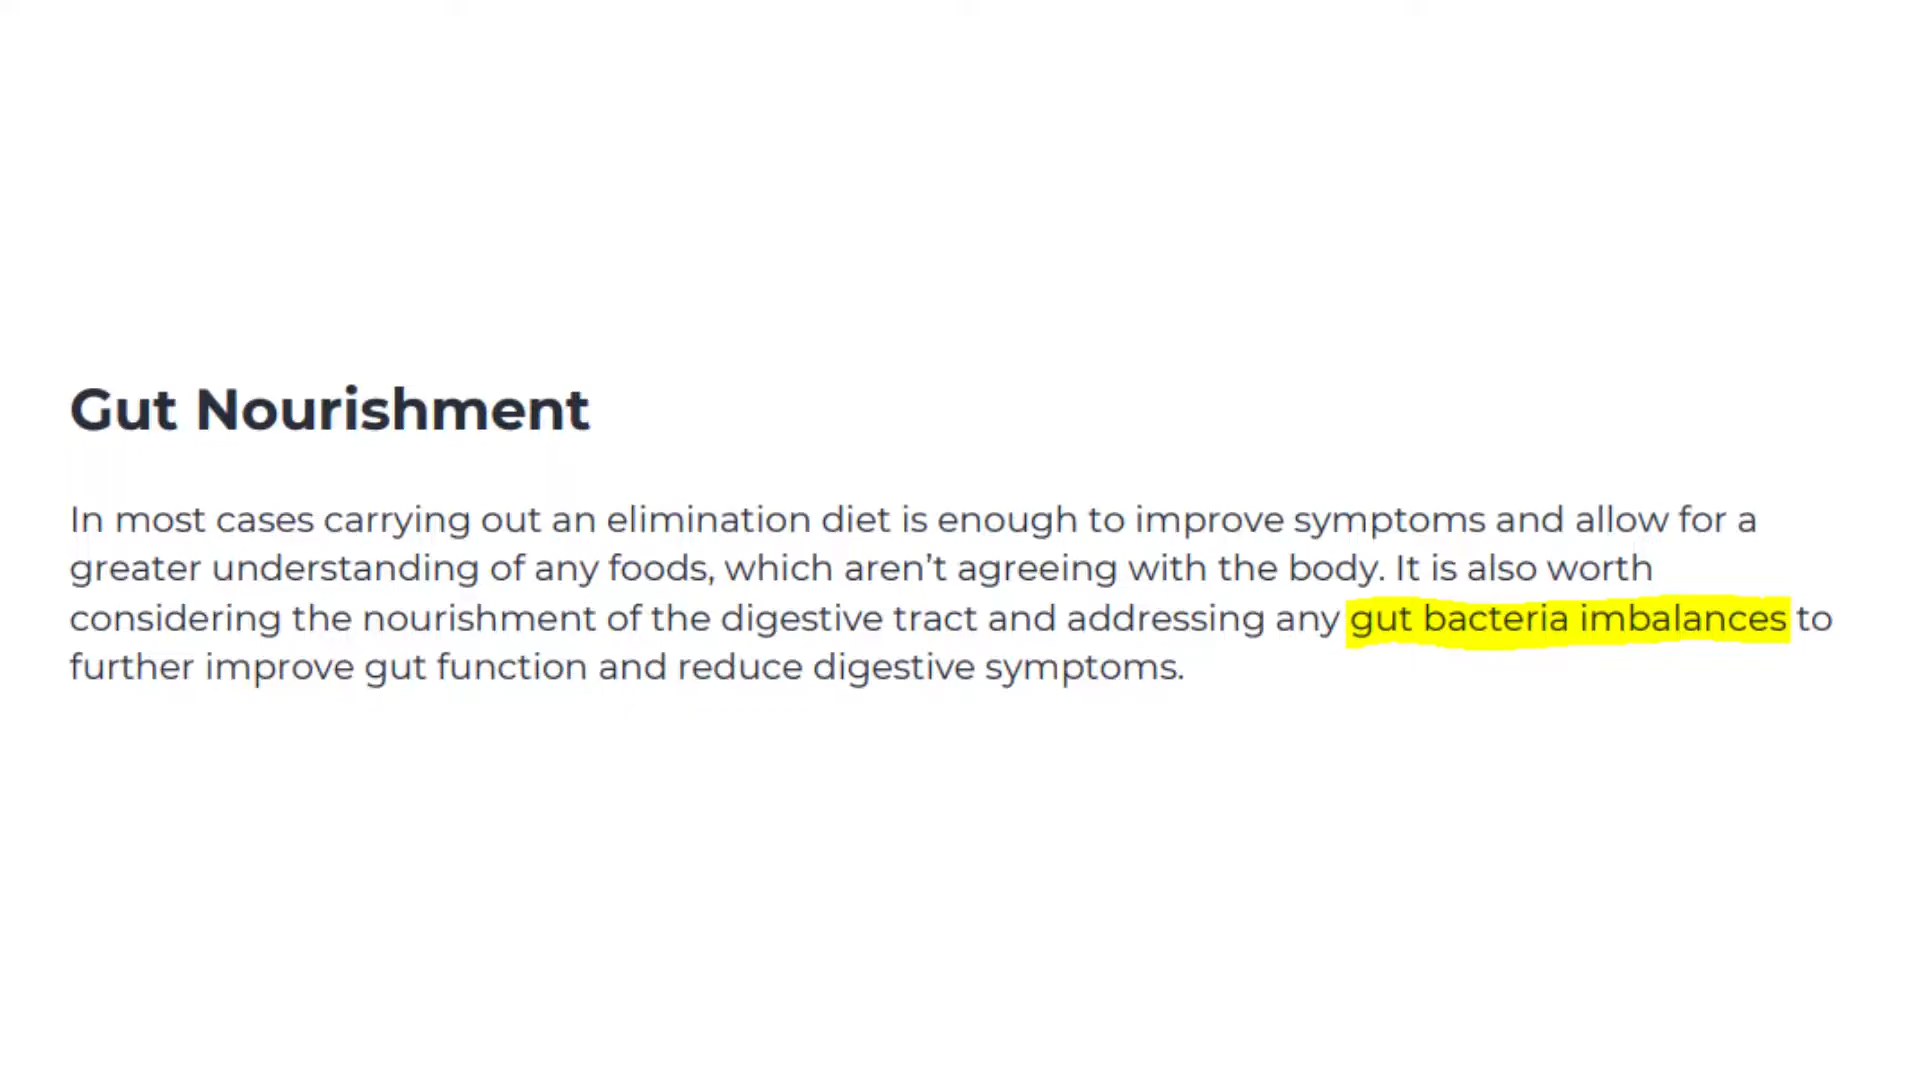 Gut Nourishment
In most cases carrying out an elimination diet is enough to improve symptoms and allow for a
greater understanding of any foods, which aren’t agreeing with the body. It is also worth
considering the nourishment of the digestive tract and addressing any gut bacteria imbalances to
further improve gut function and reduce digestive symptoms.